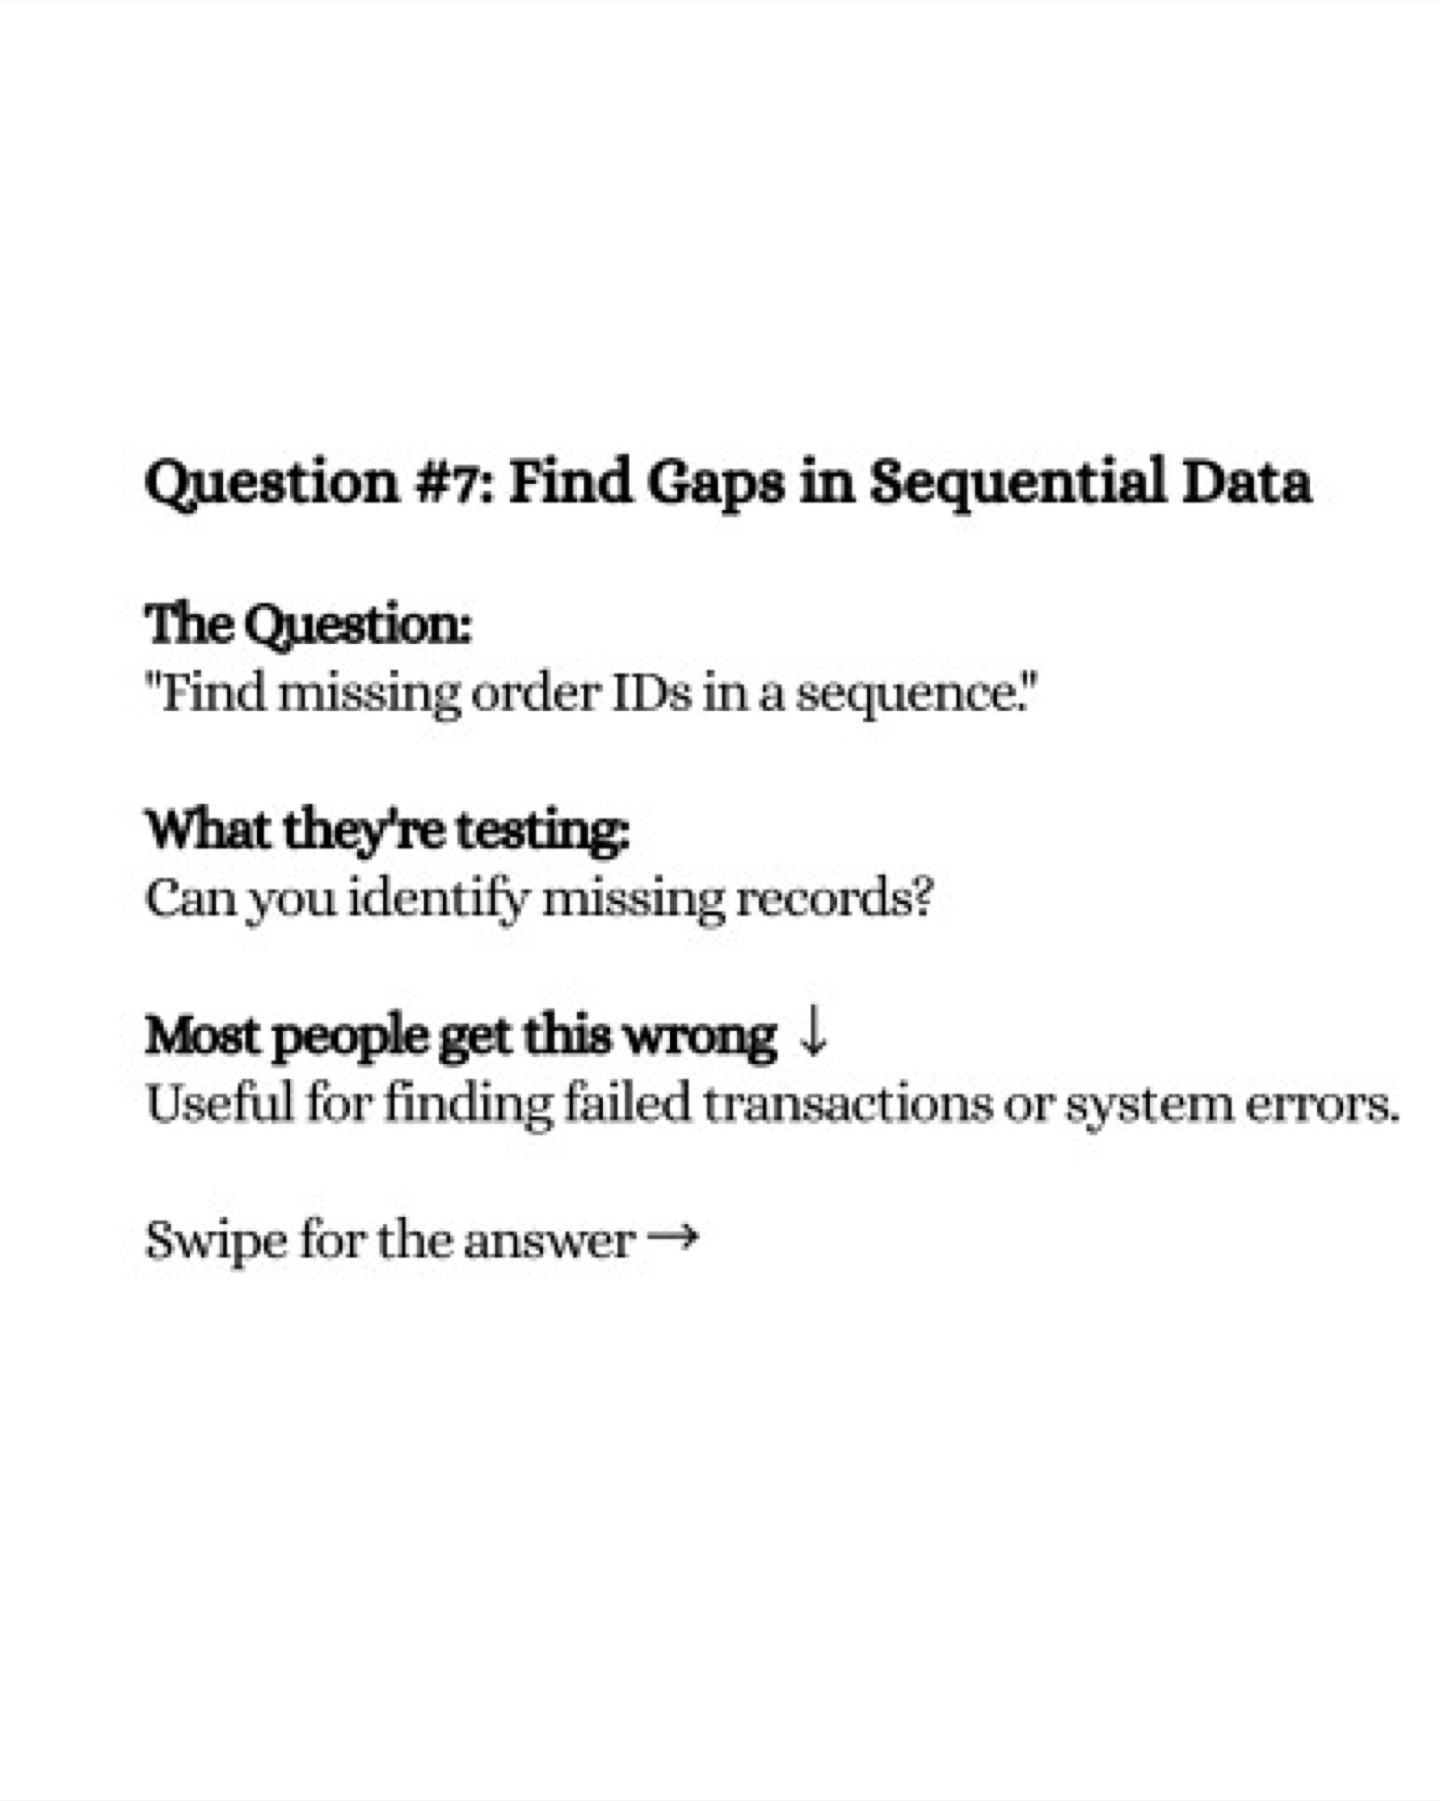 Question #7: Find Gaps in Sequential Data
The Question:
"Find missing order IDs in a sequence."
What they're testing:
Can you identify missing records?
Most people get this wrong ↓
Useful for finding failed transactions or system errors.
Swipe for the answer →